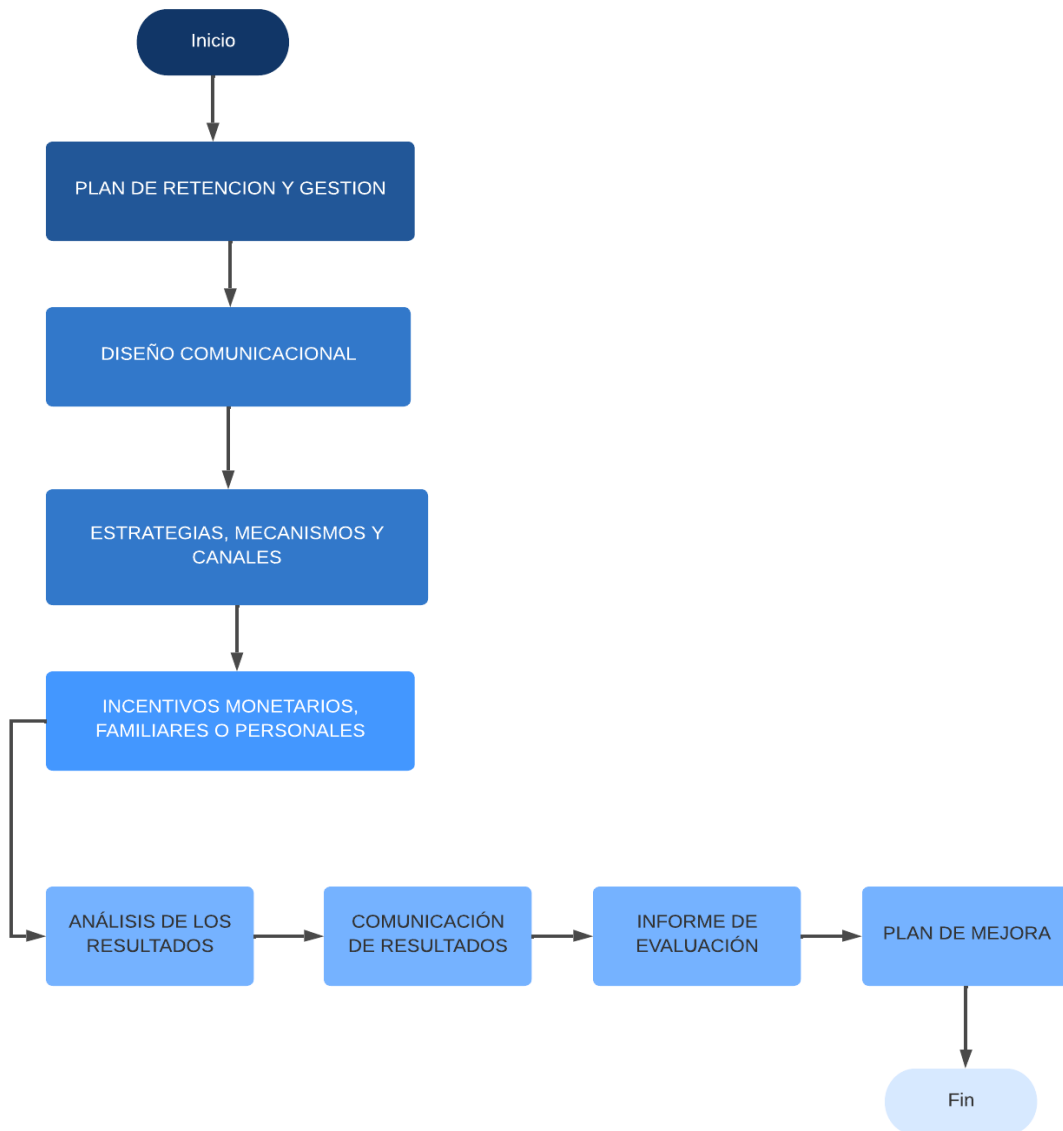 Inicio
PLAN DE RETENCION Y GESTION
DISEÑO COMUNICACIONAL
ESTRATEGIAS, MECANISMOS Y
CANALES
INCENTIVOS MONETARIOS,
FAMILIARES O PERSONALES
ANÁLISIS DE LOS
RESULTADOS
COMUNICACIÓN
DE RESULTADOS
INFORME DE
EVALUACIÓN
PLAN DE MEJORA
Fin